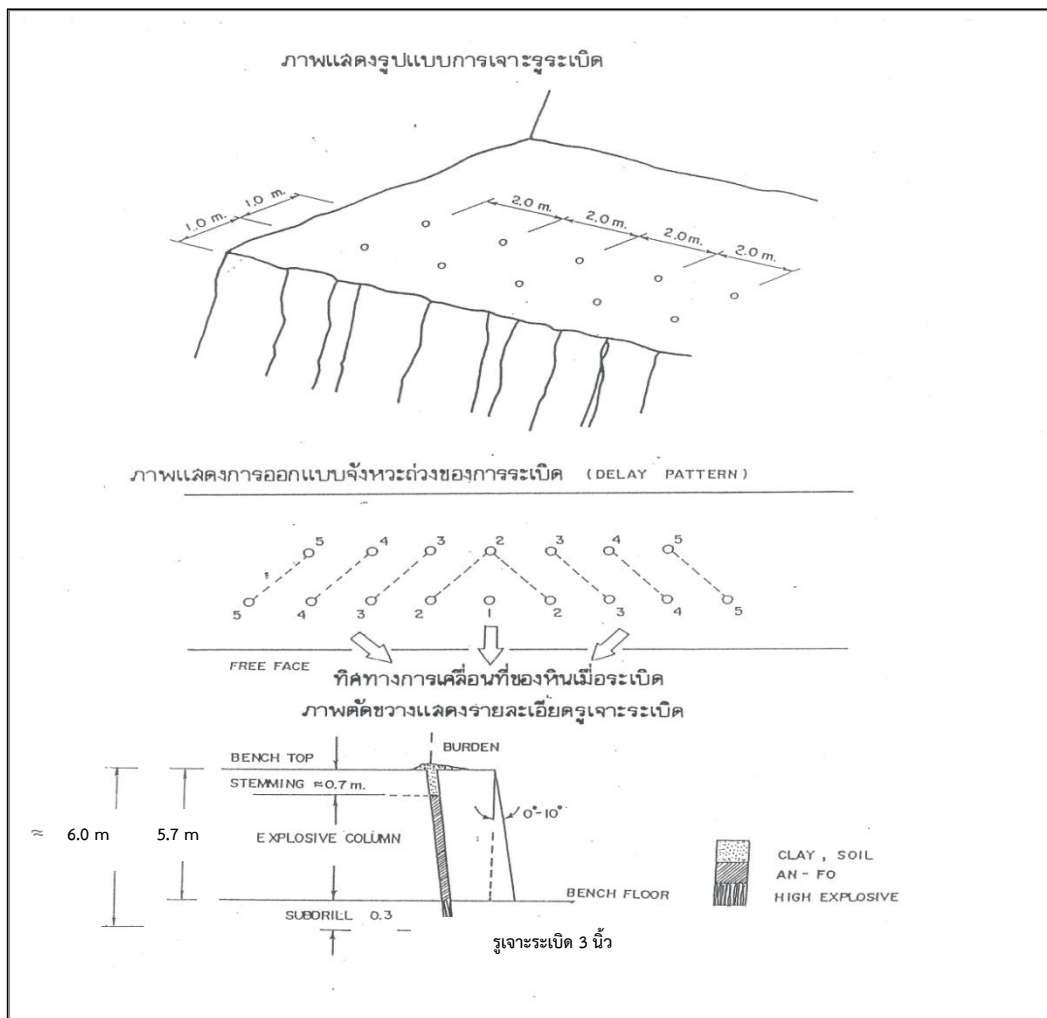 ภาพแสดงรูปแบบการเจาะรูระเบิด
1.0 m.
1.0 m.
2.0 m.
2.0 m.
2.0 m.
2.0 m.
ภาพแสดงการออกแบบจังหวะถ่วงของการระเบิด (DELAY PATTERN)
5 4 3 2 3 4 5
5 4 3 2 1 2 3 4 5
FREE FACE
ทิศทางการเคลื่อนที่ของหินเมื่อระเบิด
ภาพตัดขวางแสดงรายละเอียดรูเจาะระเบิด
BURDEN
BENCH TOP
STEMMING ≈0.7 m.
0°-10°
≈ 6.0 m 5.7 m EXPLOSIVE COLUMN
CLAY, SOIL
AN - FO
HIGH EXPLOSIVE
BENCH FLOOR
SUBDRILL 0.3
รูเจาะระเบิด 3 นิ้ว